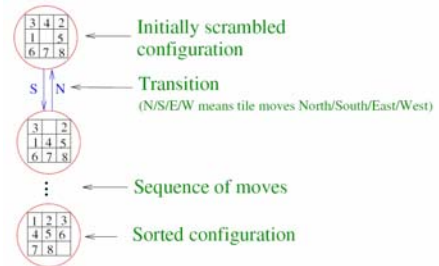 3 4 2
1 5
6 7 8
Initially scrambled
configuration
S N
Transition
(N/S/E/W means tile moves North/South/East/West)
3 2
1 4 5
6 7 8
Sequence of moves
1 2 3
4 5 6
7 8
Sorted configuration